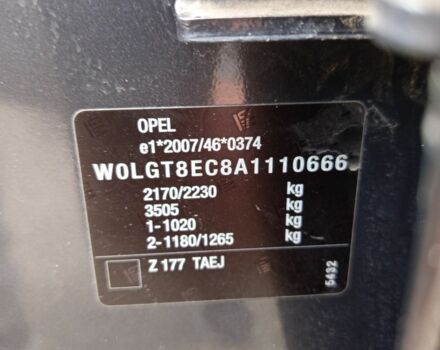 OPEL
e1*2007/46*0374
W0LGT8EC8A1110666
2170/2230 kg
3505 kg
1-1020 kg
2-1180/1265 kg
Z 177 TAEJ
5432